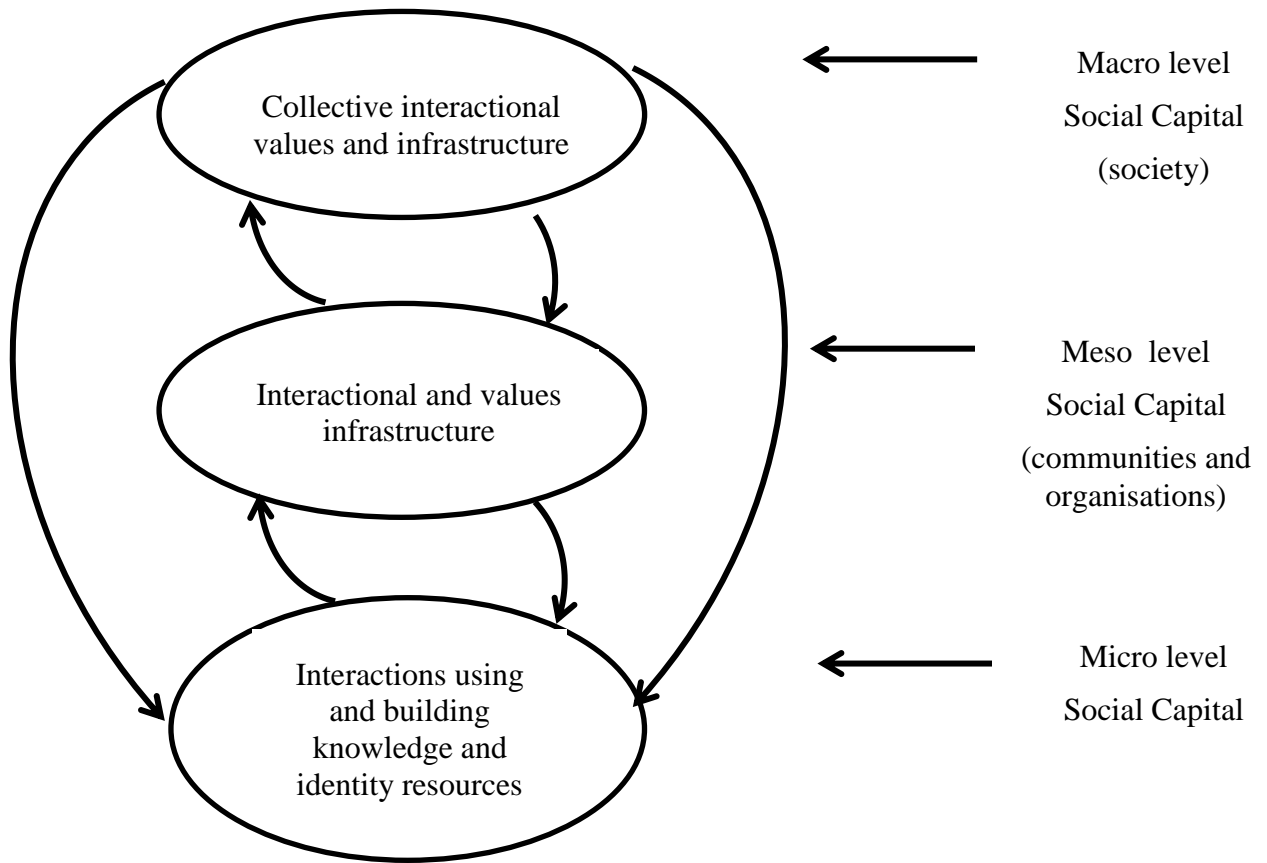 Collective interactional
values and infrastructure
Macro level
Social Capital
(society)
Interactional and values
infrastructure
Meso level
Social Capital
(communities and
organisations)
Interactions using
and building
knowledge and
identity resources
Micro level
Social Capital